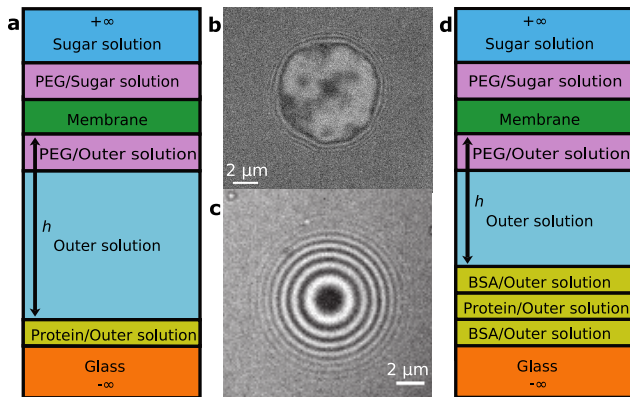 a
+∞
Sugar solution
PEG/Sugar solution
Membrane
PEG/Outer solution
h
Outer solution
Protein/Outer solution
Glass
-∞
b
2 μm
c
2 μm
d
+∞
Sugar solution
PEG/Sugar solution
Membrane
PEG/Outer solution
h
Outer solution
BSA/Outer solution
Protein/Outer solution
BSA/Outer solution
Glass
-∞